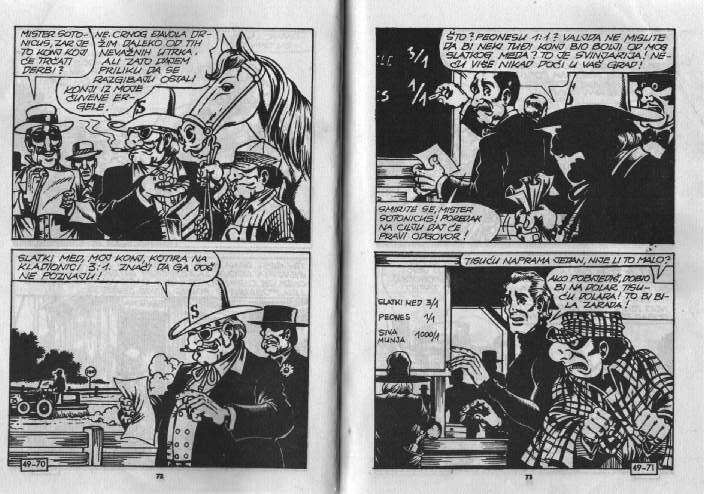 MISTER SOTO-
NICUS, ZAR JE
TO KONJ KOJI
ĆE TRČATI
DERBI?
NE. CRNOG ĐAVOLA DR-
ŽIM DALEKO OD TIH
NEVAŽNIH UTRKA.
ALI ZATO DAJEM
PRILIKU DA SE
RAZGIBAJU OSTALI
KONJI IZ MOJE
ČUVENE ER-
GELE.
S
SLATKI MED, MOJ KONJ, KOTIRA NA
KLADIONICI 3:1. ZNAČI DA GA JOŠ
NE POZNAJU!
S
49-70
72
ŠTO? PEONESU 1:1? VALJDA NE MISLITE
DA BI NEKI TUĐI KONJ BIO BOLJI OD MOG
SLATKOG MEDA? TO JE SVINJARIJA! NE-
ĆU VIŠE NIKAD DOĆI U VAŠ GRAD!
3/1
1/1
SMIRITE SE, MISTER
SOTONICUS! POREDAK
NA CILJU DAT ĆE
PRAVI ODGOVOR!
TISUĆU NAPRAMA JEDAN, NIJE LI TO MALO?
AKO POBIJEDIŠ, DOBIO
BI NA DOLAR TISU-
ĆU DOLARA! TO BI BI-
LA ZARADA!
SLATKI MED 3/1
PEONES 1/1
SIVA
MUNJA 1000/1
49-71
73